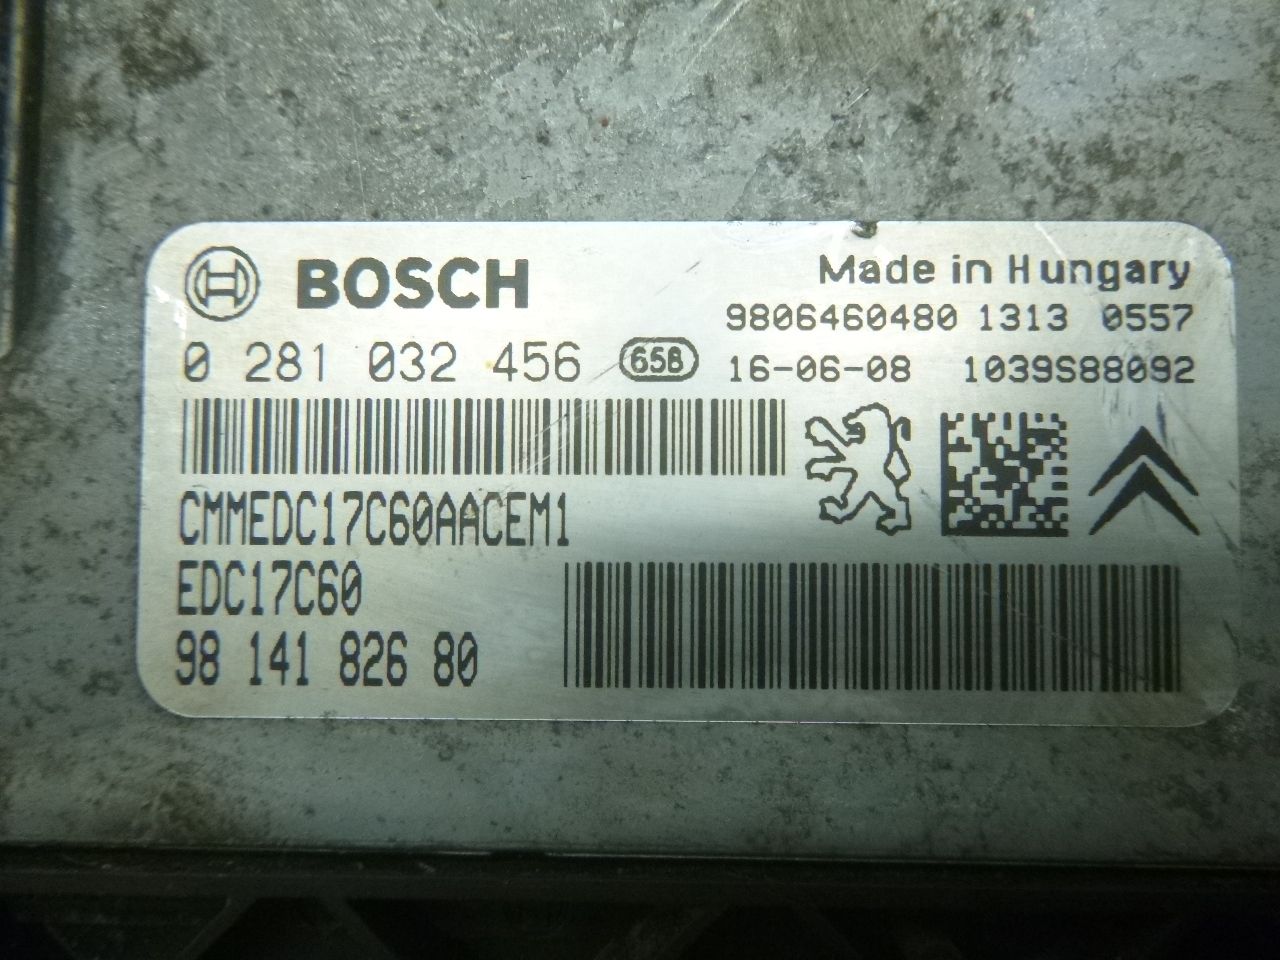 BOSCH
Made in Hungary
9806460480 1313 0557
0 281 032 456 658 16-06-08 1039S88092
CMMEDC17C60AACEM1
EDC17C60
98 141 826 80